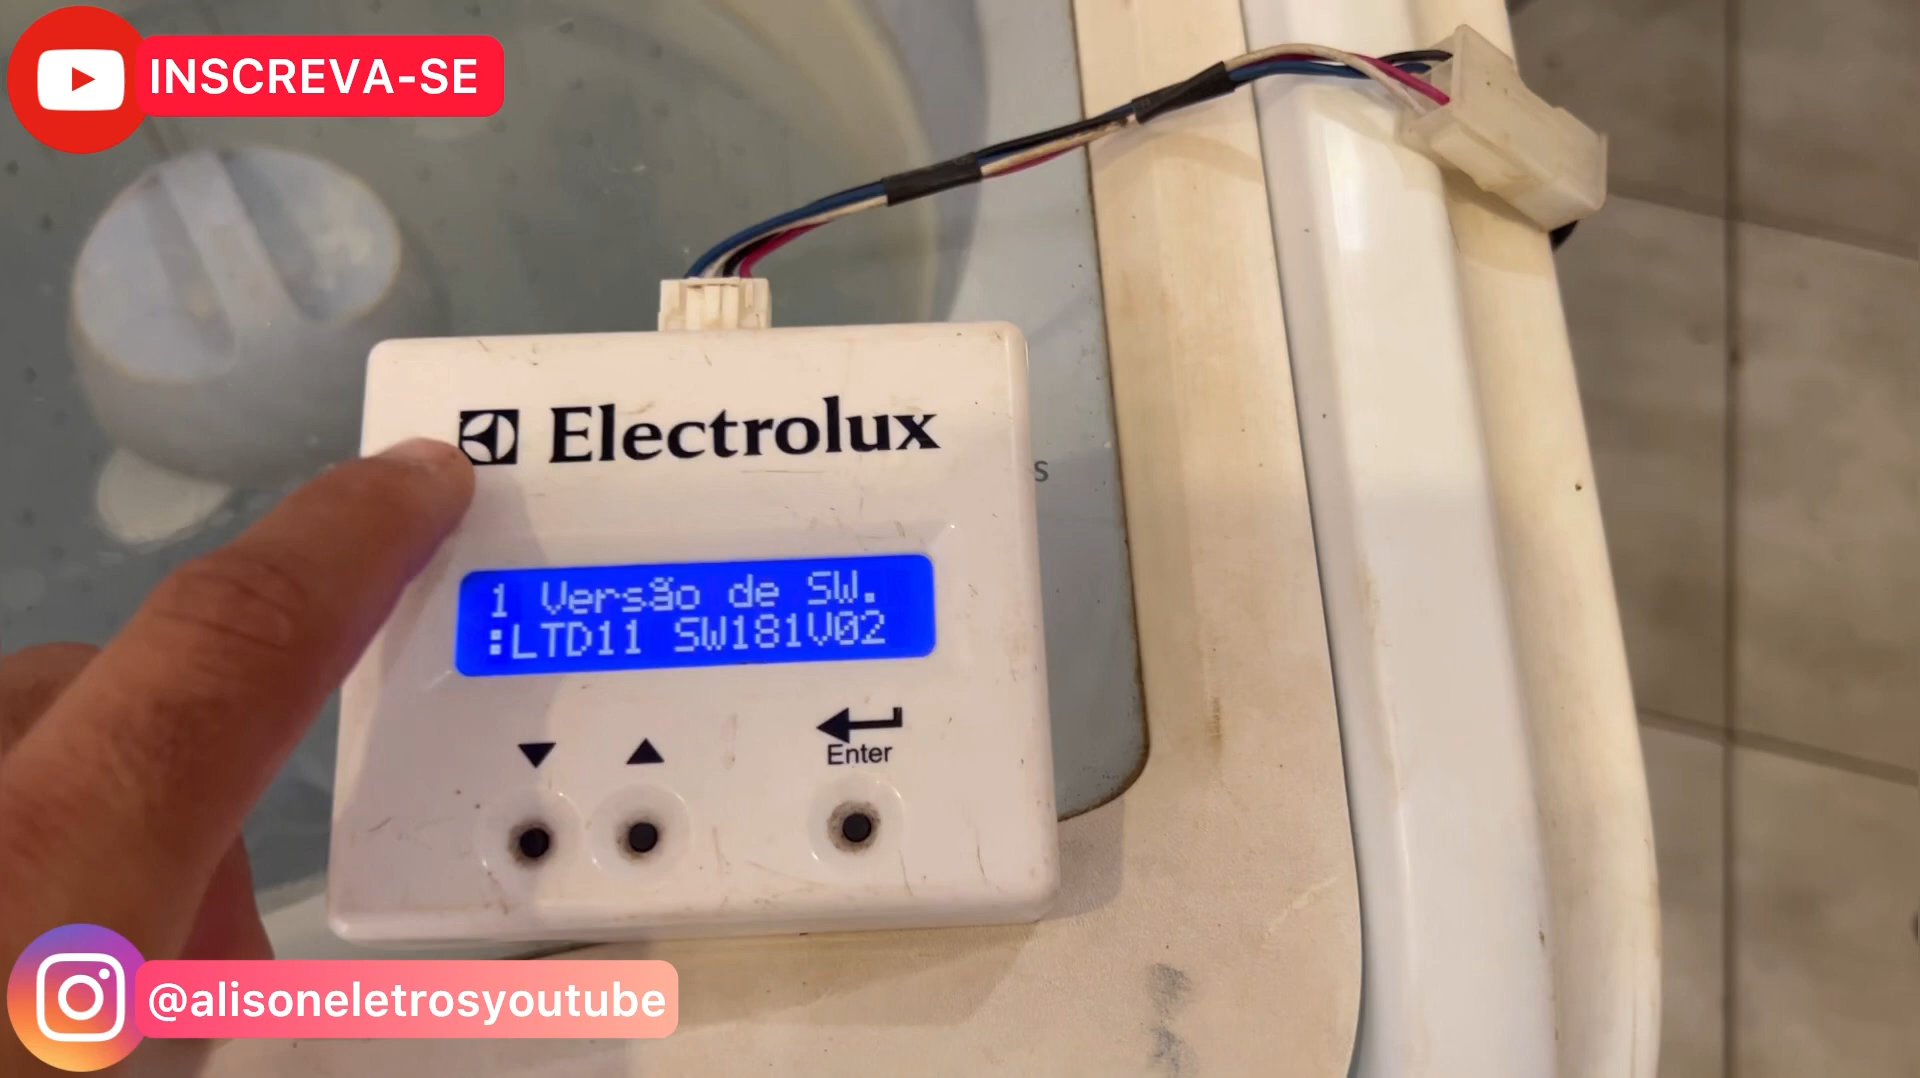 INSCREVA-SE
Electrolux
s
1 Versão de SW.
:LTD11 SW181V02
Enter
@alisoneletrosyoutube